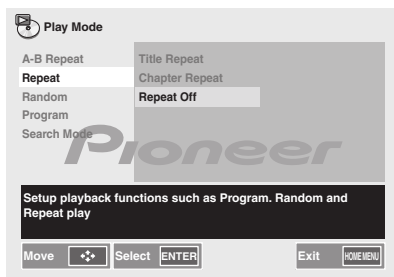 Play Mode
A-B Repeat
Repeat
Random
Program
Search Mode
Title Repeat
Chapter Repeat
Repeat Off
Pioneer
Setup playback functions such as Program. Random and
Repeat play
Move Select ENTER Exit HOME MENU